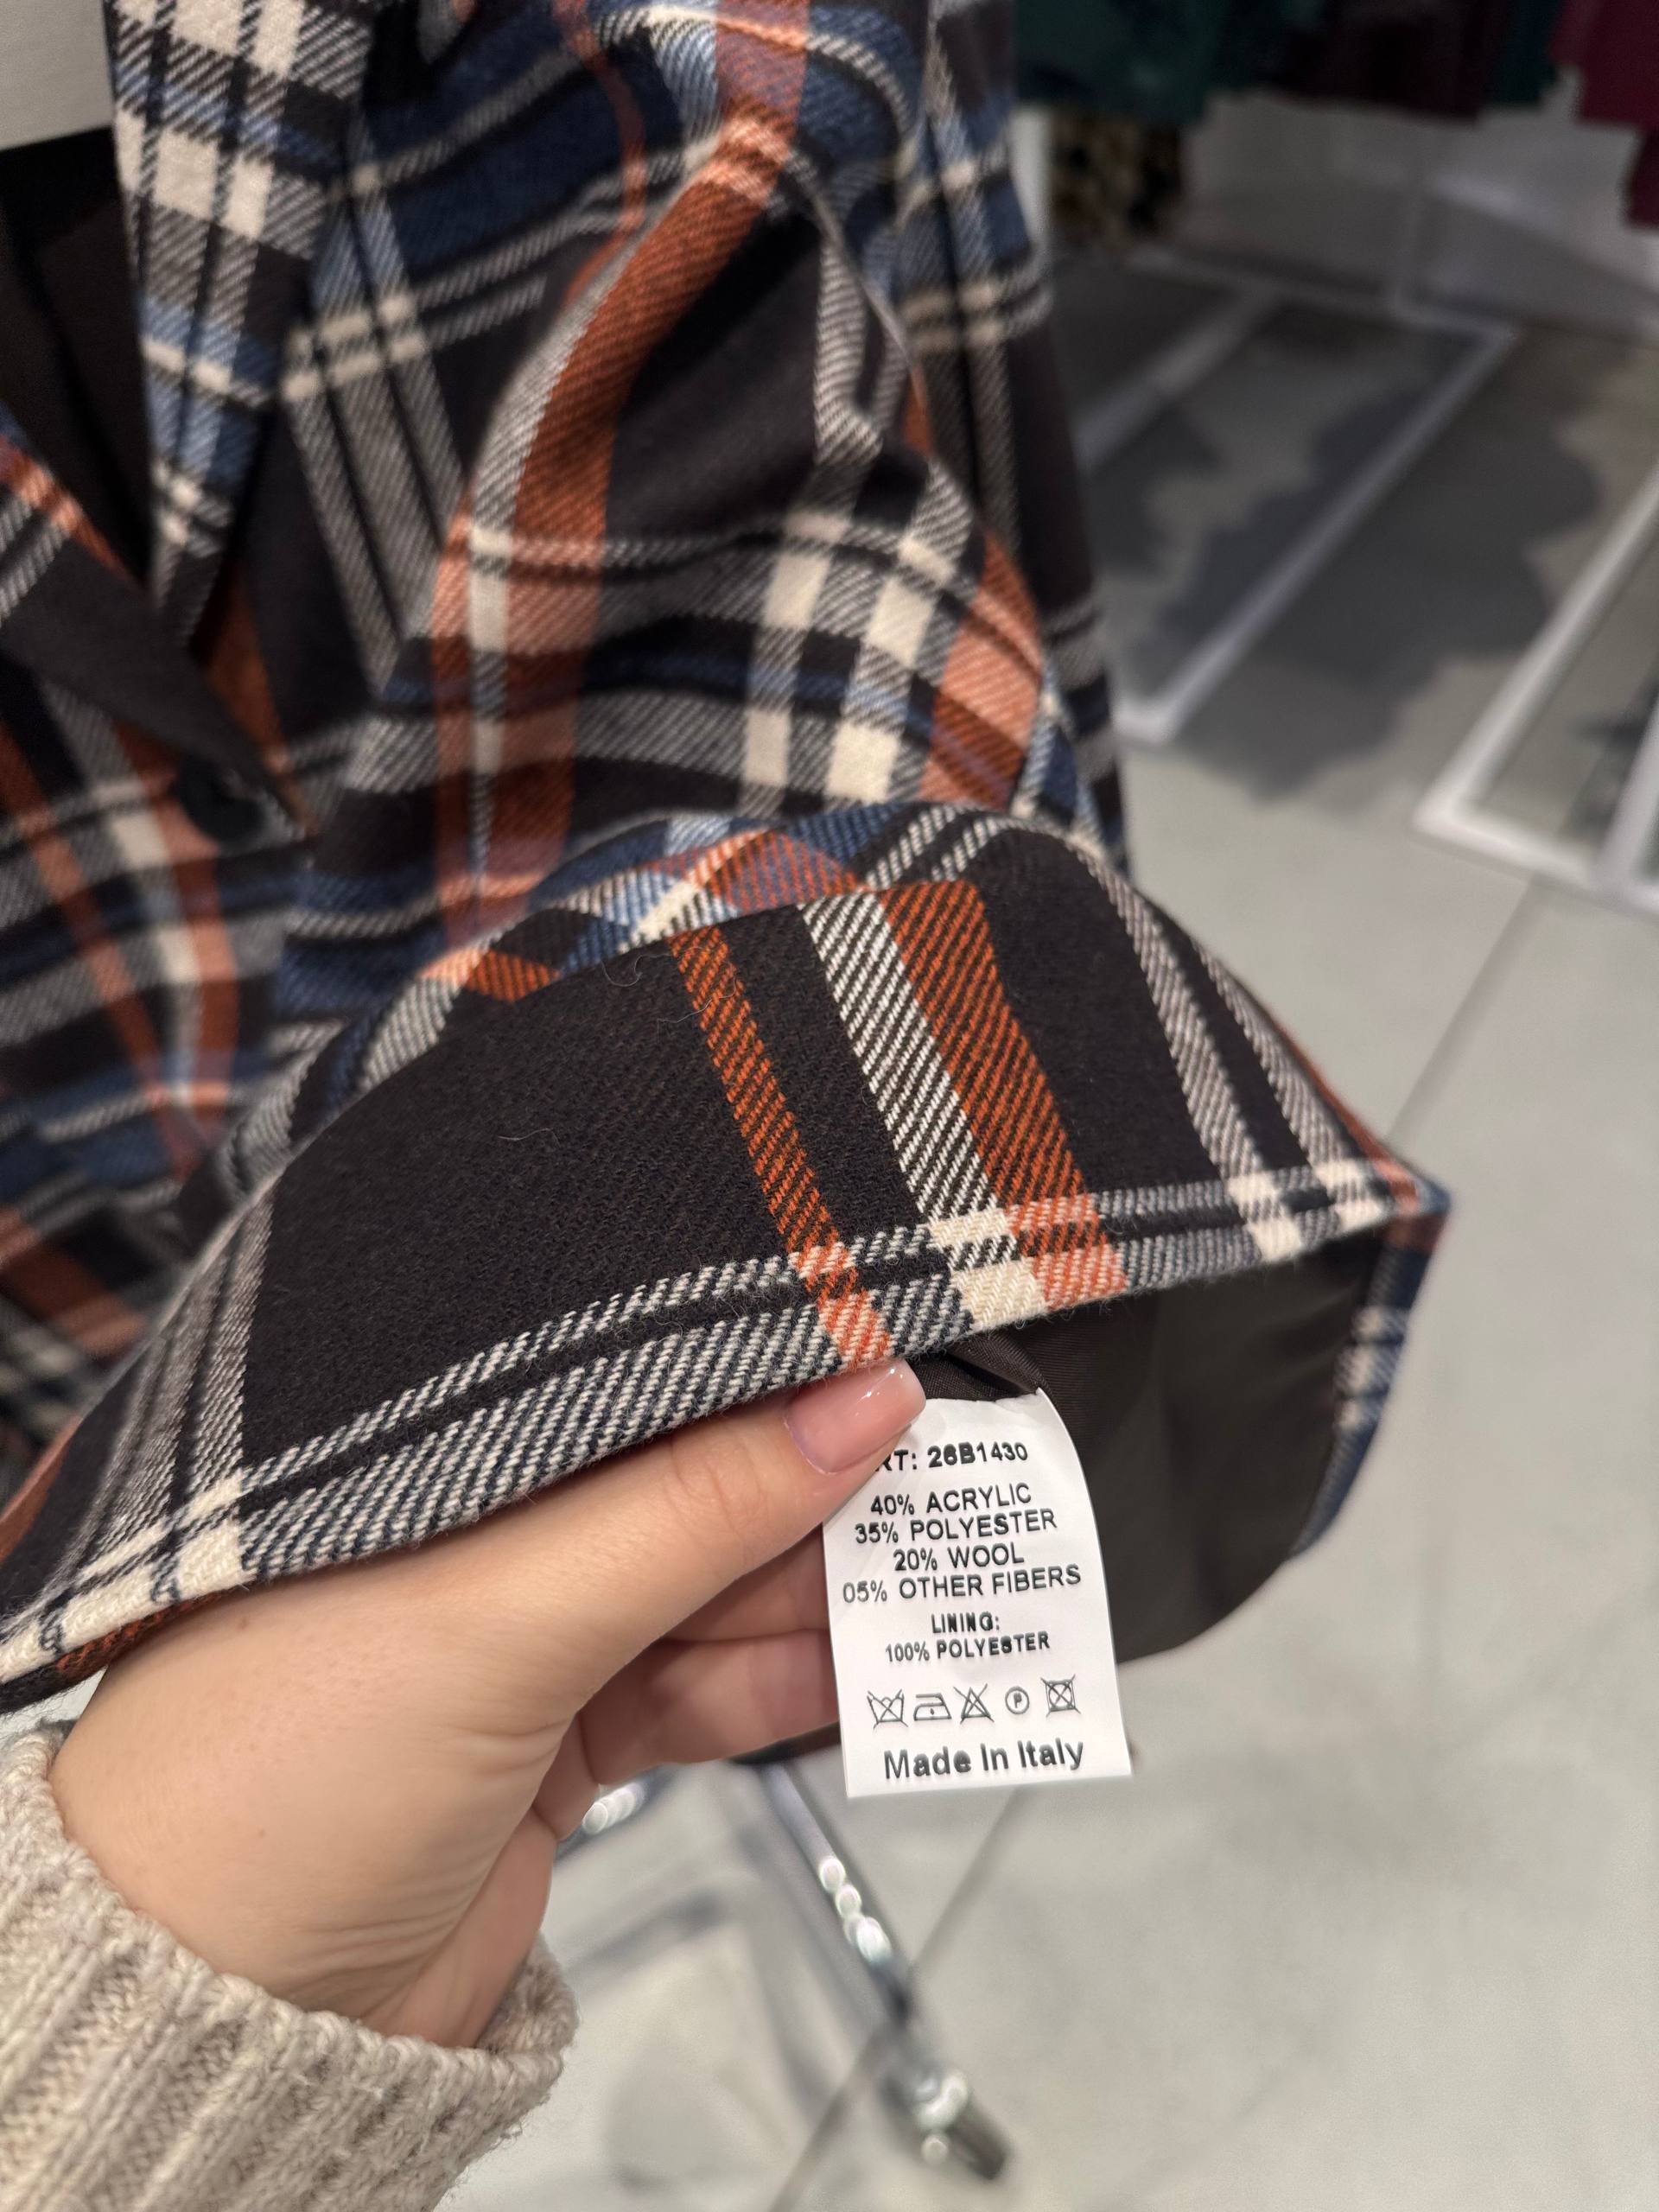 RT: 26B1430
40% ACRYLIC
35% POLYESTER
20% WOOL
05% OTHER FIBERS
LINING:
100% POLYESTER
P
Made In Italy